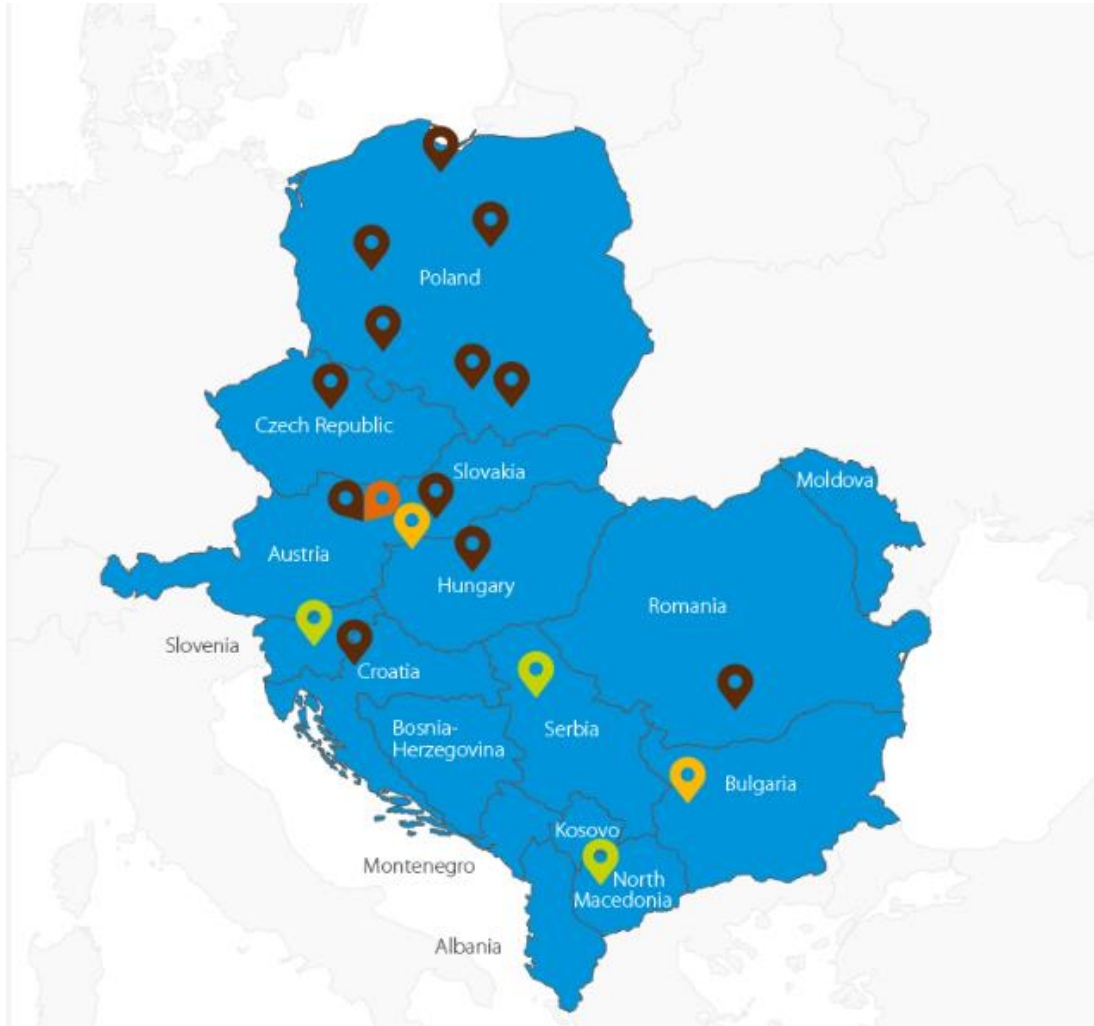 Poland
Czech Republic
Slovakia
Moldova
Austria
Hungary
Romania
Slovenia
Croatia
Bosnia-
Herzegovina
Serbia
Bulgaria
Kosovo
Montenegro
North
Macedonia
Albania